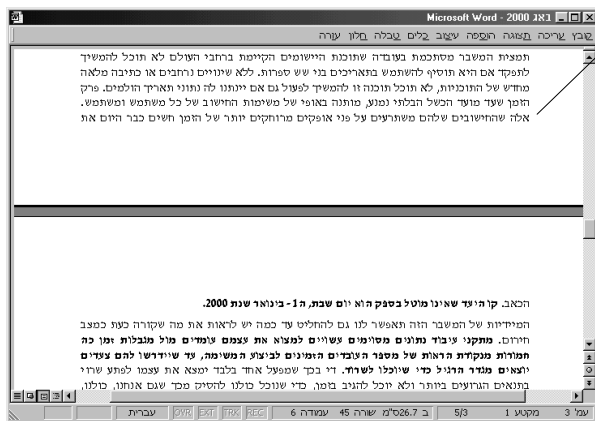 Microsoft Word - 2000 באג
קובץ עריכה תצוגה הוספה עיצוב כלים טבלה חלון עזרה
תמצית המשבר מסתכמת בעובדה שתוכנת היישומים הקיימת ברחבי העולם לא תוכל להמשיך
לתפקד אם היא תוסיף להשתמש בתאריכים בני שש ספרות. ללא שינויים נרחבים או כתיבה מלאה
מחדש של התוכניות, לא תוכל תוכנה זו להמשיך לפעול גם אם יינתנו לה נתוני תאריך הולמים. פרק
הזמן שעד מועד הכשל הבלתי נמנע, מותנה באופי של משימות החישוב של כל משתמש ומשתמש.
אלה שהחישובים שלהם משתרעים על פני אופקים מרוחקים יותר של הזמן חשים כבר היום את
הכאב. קו היעד שאינו מוטל בספק הוא יום שבת, ה 1 - בינואר שנת 2000.
המיידיות של המשבר הזה תאפשר לנו גם להחליט עד כמה יש לראות את מה שקורה כעת כמצב
חירום. מתקני עיבוד נתונים מסוימים עשויים למצוא את עצמם עומדים מול מגבלות זמן כה
חמורות מנקודת הראות של מספר העובדים הזמינים לביצוע המשימה, עד שיידרשו להם צעדים
יוצאים מגדר הרגיל כדי שיוכלו לשרוד. די בכך שמפעל אחד בלבד ימצא את עצמו לפתע שרוי
בתנאים הגרועים ביותר ולא יוכל להגיב בזמן, כדי שנוכל כולנו להסיק מכך שגם אנחנו, כולנו,
עמ' 3 מקטע 1 5/3 ב 26.7ס"מ שורה 45 עמודה 6 REC TRK EXT OVR עברית